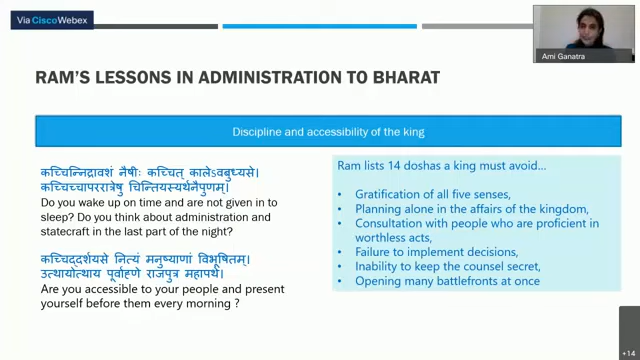 Via Cisco Webex
Ami Ganatra
RAM'S LESSONS IN ADMINISTRATION TO BHARAT
Discipline and accessibility of the king
कच्चिन्निद्रावशं नैषीः कच्चित् कालेऽवबुध्यसे।
कच्चिच्चापररात्रेषु चिन्तियस्यर्थनैपुणम्।
Do you wake up on time and are not given in to
sleep? Do you think about administration and
statecraft in the last part of the night?
कच्चिद्दर्शयसे नित्यं मनुष्याणां विभूषितम्।
उत्थायोत्थाय पूर्वाह्णे राजपुत्र महापथे।
Are you accessible to your people and present
yourself before them every morning ?
Ram lists 14 doshas a king must avoid...
• Gratification of all five senses,
• Planning alone in the affairs of the kingdom,
• Consultation with people who are proficient in
worthless acts,
• Failure to implement decisions,
• Inability to keep the counsel secret,
• Opening many battlefronts at once
+14